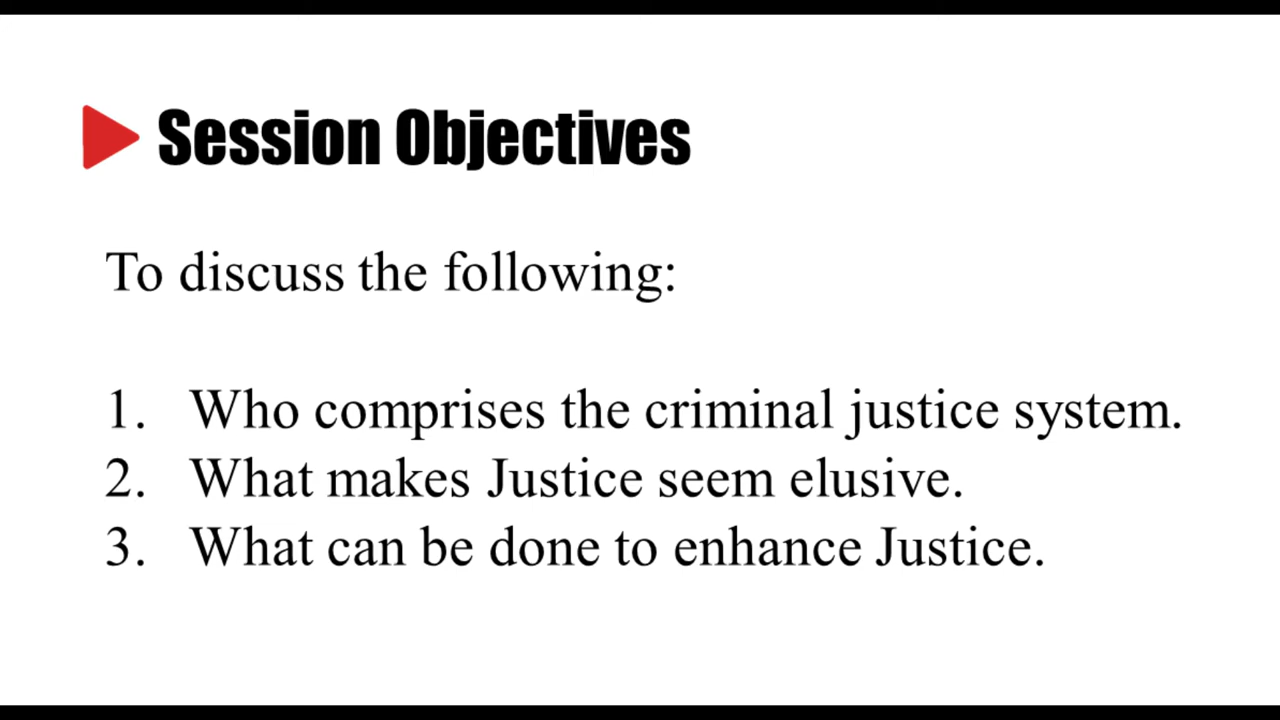 Session Objectives
To discuss the following:
1. Who comprises the criminal justice system.
2. What makes Justice seem elusive.
3. What can be done to enhance Justice.